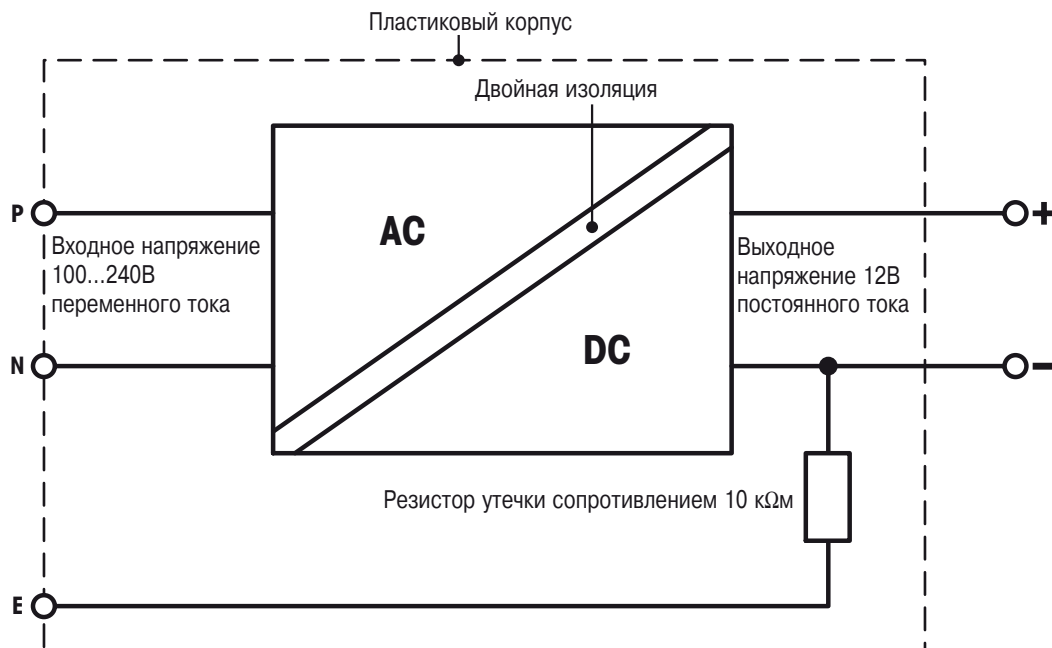 Пластиковый корпус
Двойная изоляция
P
AC
+
Входное напряжение
100...240В
переменного тока
Выходное
напряжение 12В
постоянного тока
N
DC
−
Резистор утечки сопротивлением 10 кΩм
E